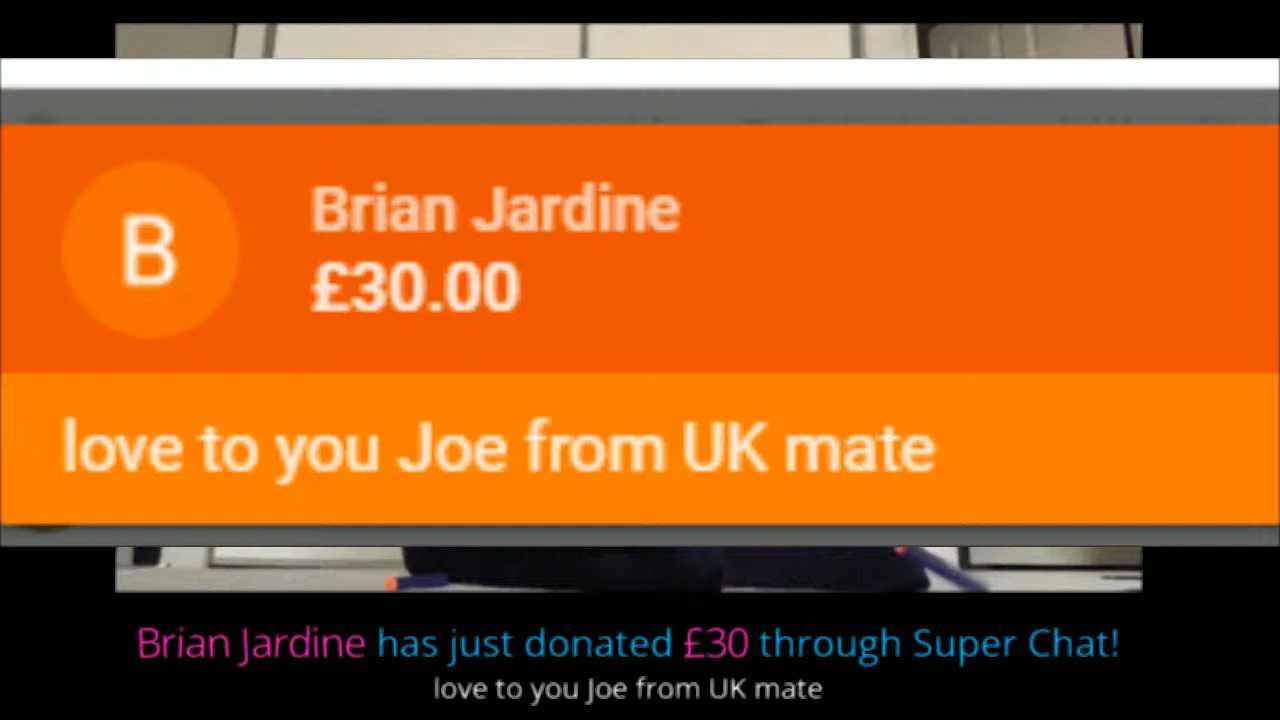 B
Brian Jardine
£30.00
love to you Joe from UK mate
Brian Jardine has just donated £30 through Super Chat!
love to you Joe from UK mate